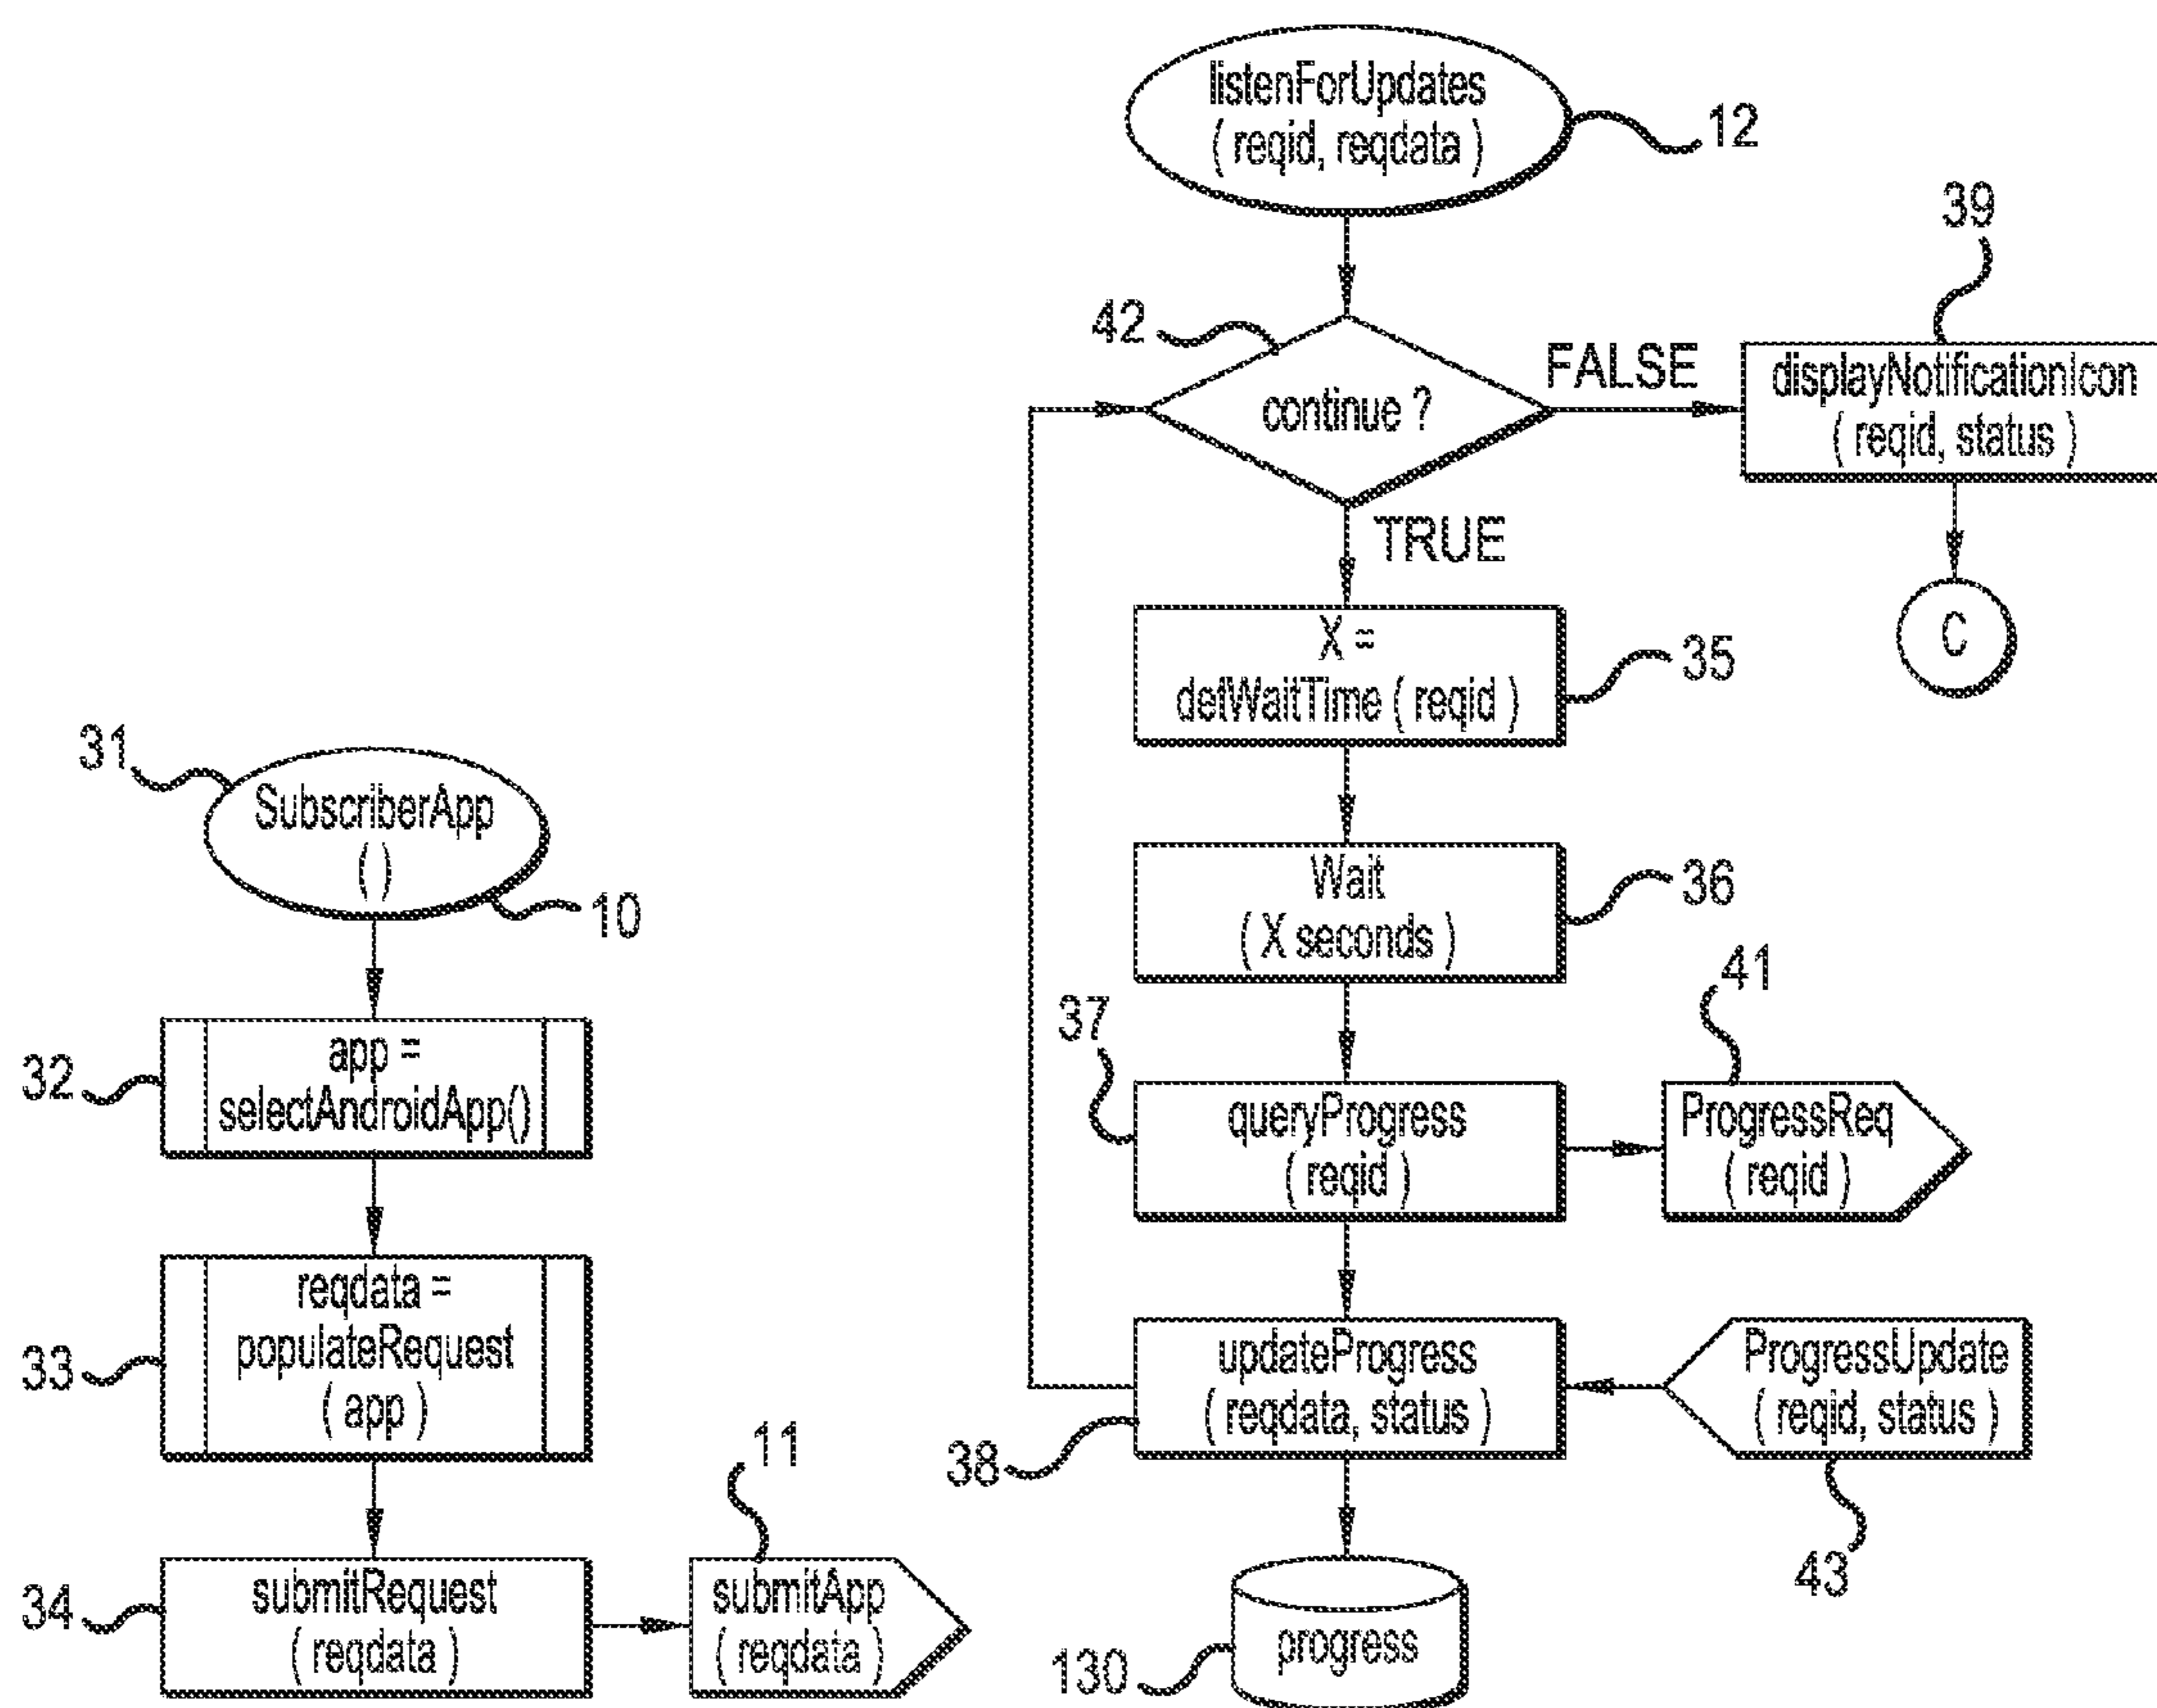 listenForUpdates
( reqid, reqdata )
12
39
42
continue ?
FALSE
displayNotificationIcon
( reqid, status )
TRUE
C
X =
detWaitTime ( reqid )
35
31
SubscriberApp
( )
10
Wait
( X seconds )
36
32
app =
selectAndroidApp()
37
queryProgress
( reqid )
41
ProgressReq
( reqid )
33
reqdata =
populateRequest
( app )
updateProgress
( reqdata, status )
38
ProgressUpdate
( reqid, status )
43
34
submitRequest
( reqdata )
11
submitApp
( reqdata )
130
progress